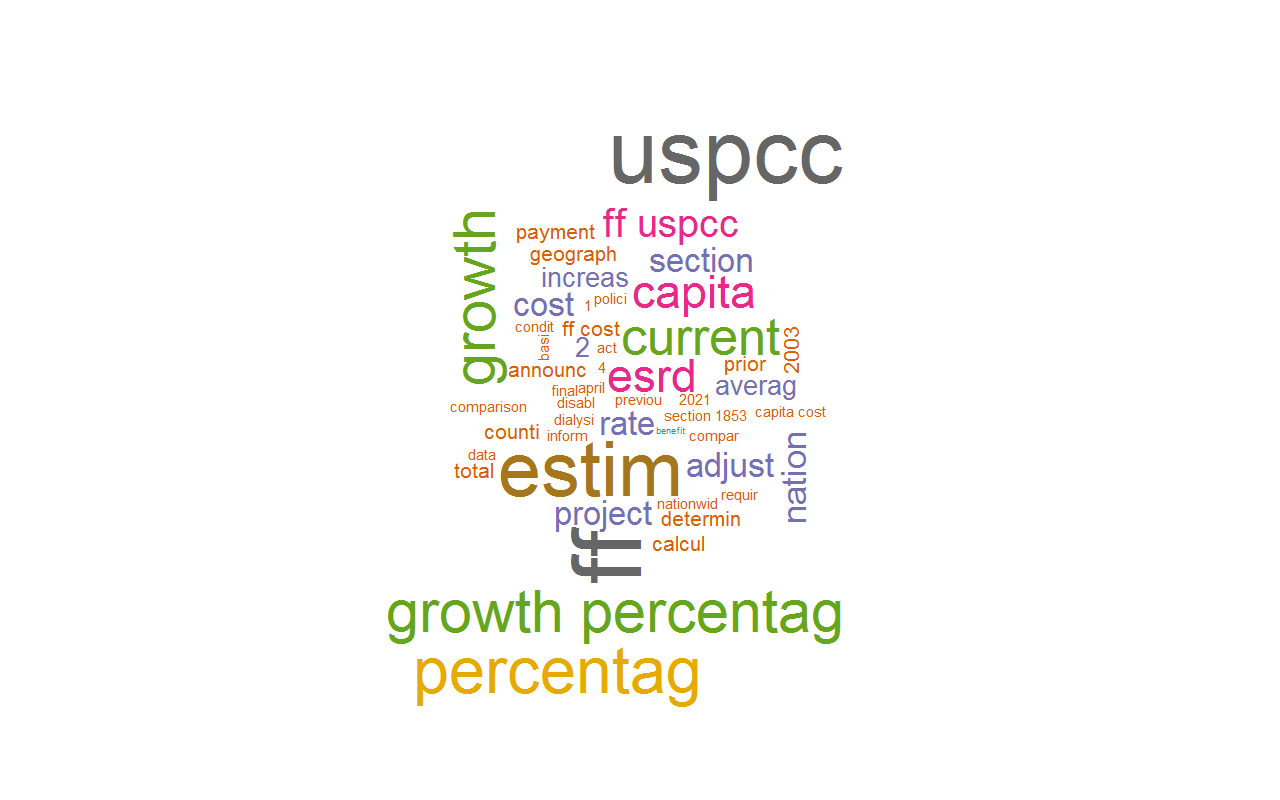 uspcc
growth
payment
ff uspcc
geograph
section
increas
capita
cost
1
polici
condit
ff cost
current
2003
basi
2
act
announc
4
esrd
prior
averag
final
april
disabl
previou
2021
comparison
dialysi
rate
section 1853
capita cost
counti
inform
benefit
compar
nation
data
total
estim
adjust
requir
project
nationwid
determin
ff
calcul
growth percentag
percentag